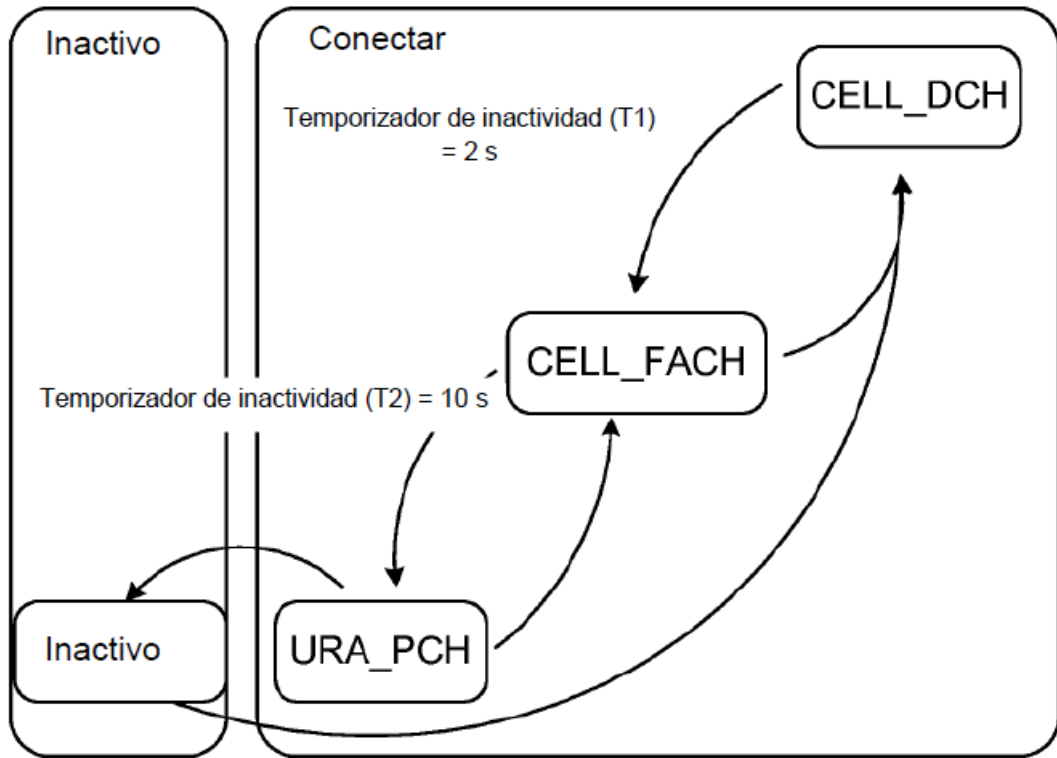 Inactivo
Conectar
CELL_DCH
Temporizador de inactividad (T1)
= 2 s
CELL_FACH
Temporizador de inactividad (T2) = 10 s
Inactivo
URA_PCH